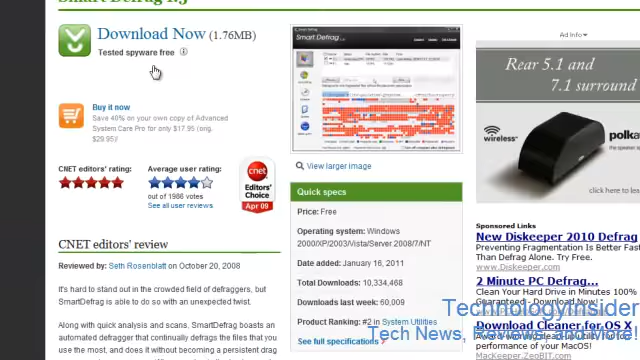 Smart Defrag 1.5
Download Now (1.76MB)
Tested spyware free
Buy it now
Save 40% on your own copy of Advanced
System Care Pro for only $17.95 (orig.
$29.95)
CNET editors' rating:
Average user rating:
out of 1986 votes
See all user reviews
cnet
Editors'
Choice
Apr 09
CNET editors' review
Reviewed by: Seth Rosenblatt on October 20, 2008
It's hard to stand out in the crowded field of defraggers, but
SmartDefrag is able to do so with an unexpected twist.
Along with quick analysis and scans, SmartDefrag boasts an
automated defragger that continually defrags the files that you
use the most, and does it without becoming a persistent drag
Smart Defrag
View larger image
Quick specs
Price: Free
Operating system: Windows
2000/XP/2003/Vista/Server 2008/7/NT
Date added: January 16, 2011
Total Downloads: 10,334,468
Downloads last week: 60,009
Product Ranking: #2 in System Utilities
See full specifications
Ad Info
Rear 5.1 and
7.1 surround
wireless
polka
the speaker
click here to lea
Sponsored Links
New Diskeeper 2010 Defrag
Preventing Fragmentation Is Better
Than Defrag Alone. Try Free.
www.Diskeeper.com
2 Minute PC Defrag...
Clean Your Hard Drive in Minutes 100%
Guaranteed - Download Now!
Download Cleaner for OS X
performance of your MacOS!
MacKeeper.ZeoBIT.com
TechnologyInsider
Tech News, Reviews, and More!